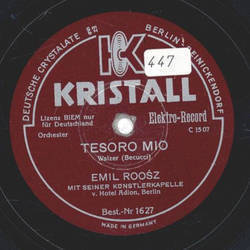 DEUTSCHE CRYSTALATE G.m.b.H. BERLIN-REINICKENDORF
K
447
KRISTALL
Lizens BIEM nur
für Deutschland
Elektro-Record
C 1507
Orchester
TESORO MIO
Walzer (Becucci)
EMIL ROOSZ
MIT SEINER KÜNSTLERKAPELLE
v. Hotel Adlon, Berlin
Best.-Nr 1627
MADE IN GERMANY